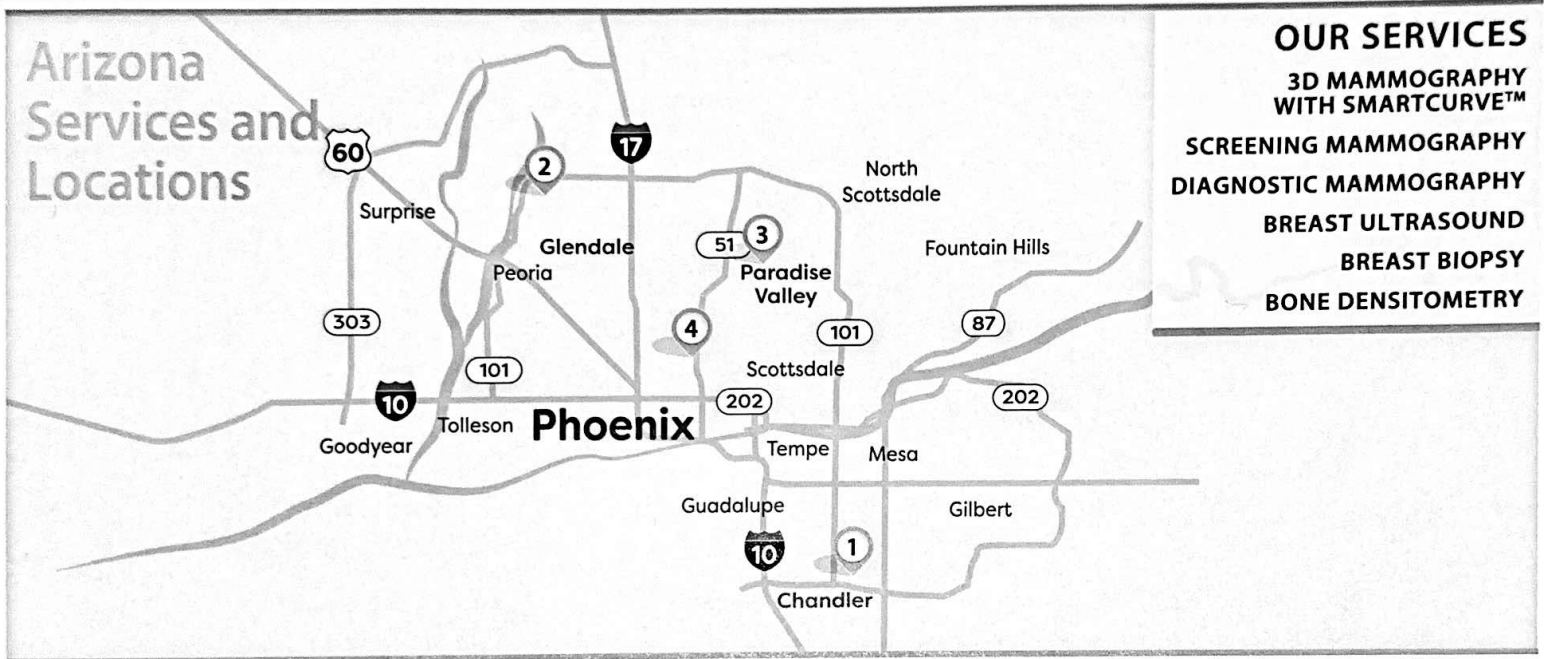 Arizona
Services and
Locations
OUR SERVICES
3D MAMMOGRAPHY
WITH SMARTCURVE™
SCREENING MAMMOGRAPHY
DIAGNOSTIC MAMMOGRAPHY
BREAST ULTRASOUND
BREAST BIOPSY
BONE DENSITOMETRY
60
17
2
North
Scottsdale
Surprise
Glendale
51
3
Fountain Hills
Peoria
Paradise
Valley
303
4
101
87
101
Scottsdale
10
202
202
Tolleson
Phoenix
Goodyear
Tempe
Mesa
Guadalupe
Gilbert
10
1
Chandler